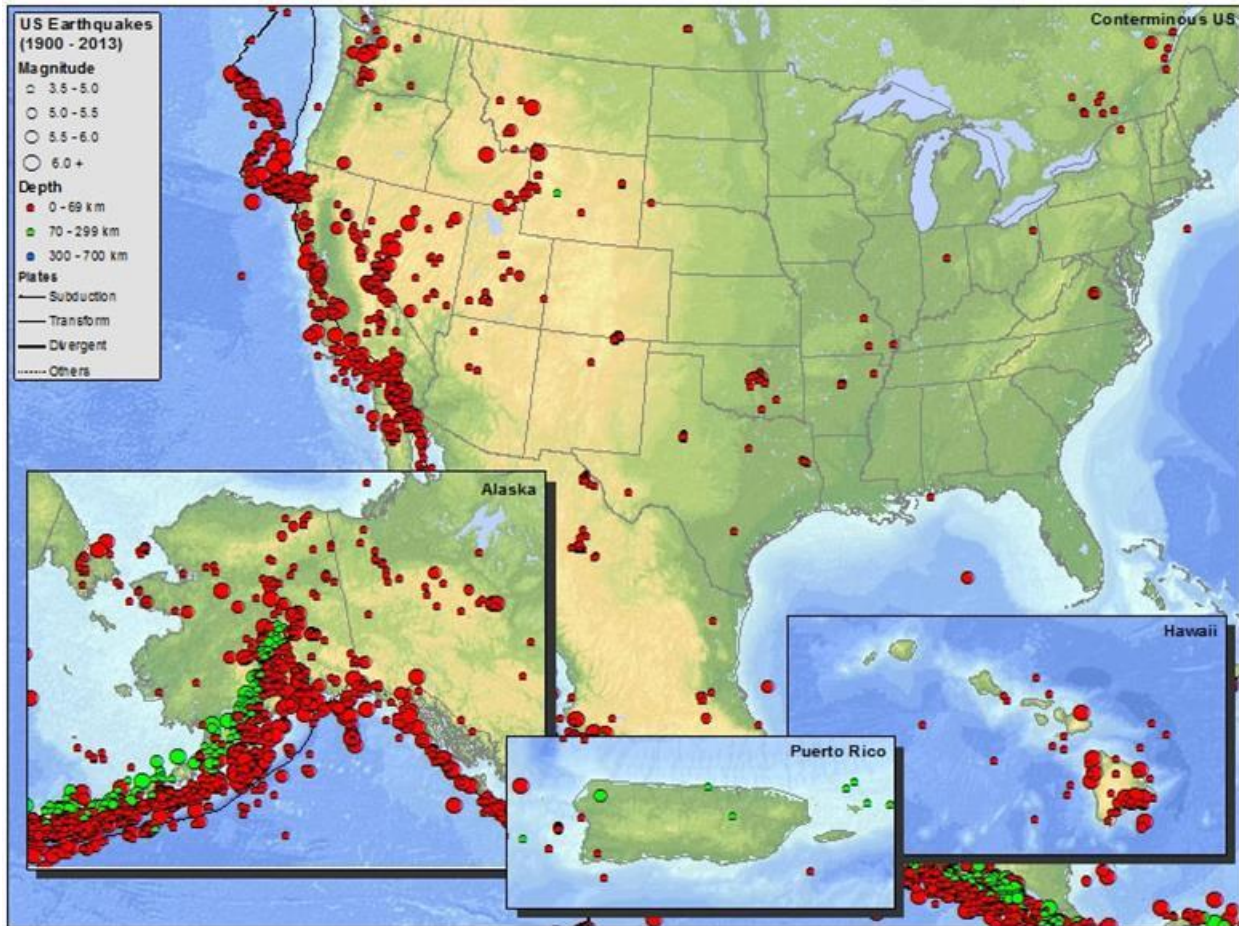 US Earthquakes
(1900 - 2013)
Magnitude
3.5 - 5.0
5.0 - 5.5
5.5 - 6.0
6.0 +
Depth
0 - 69 km
70 - 299 km
300 - 700 km
Plates
Subduction
Transform
Divergent
Others
Conterminous US
Alaska
Hawaii
Puerto Rico